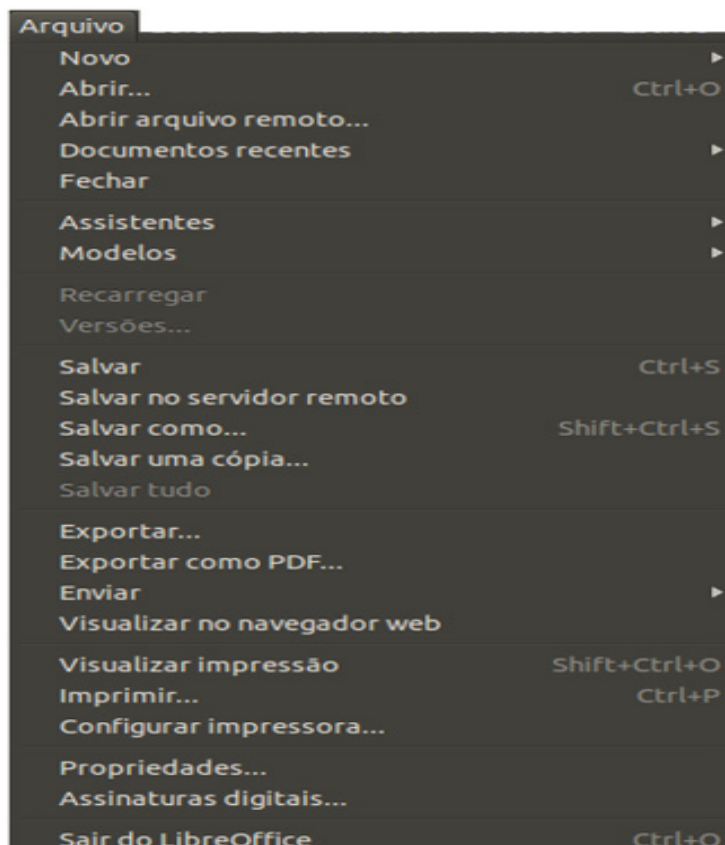 Arquivo
Novo
Abrir... Ctrl+O
Abrir arquivo remoto...
Documentos recentes
Fechar
Assistentes
Modelos
Recarregar
Versões...
Salvar Ctrl+S
Salvar no servidor remoto
Salvar como... Shift+Ctrl+S
Salvar uma cópia...
Salvar tudo
Exportar...
Exportar como PDF...
Enviar
Visualizar no navegador web
Visualizar impressão Shift+Ctrl+O
Imprimir... Ctrl+P
Configurar impressora...
Propriedades...
Assinaturas digitais...
Sair do LibreOffice